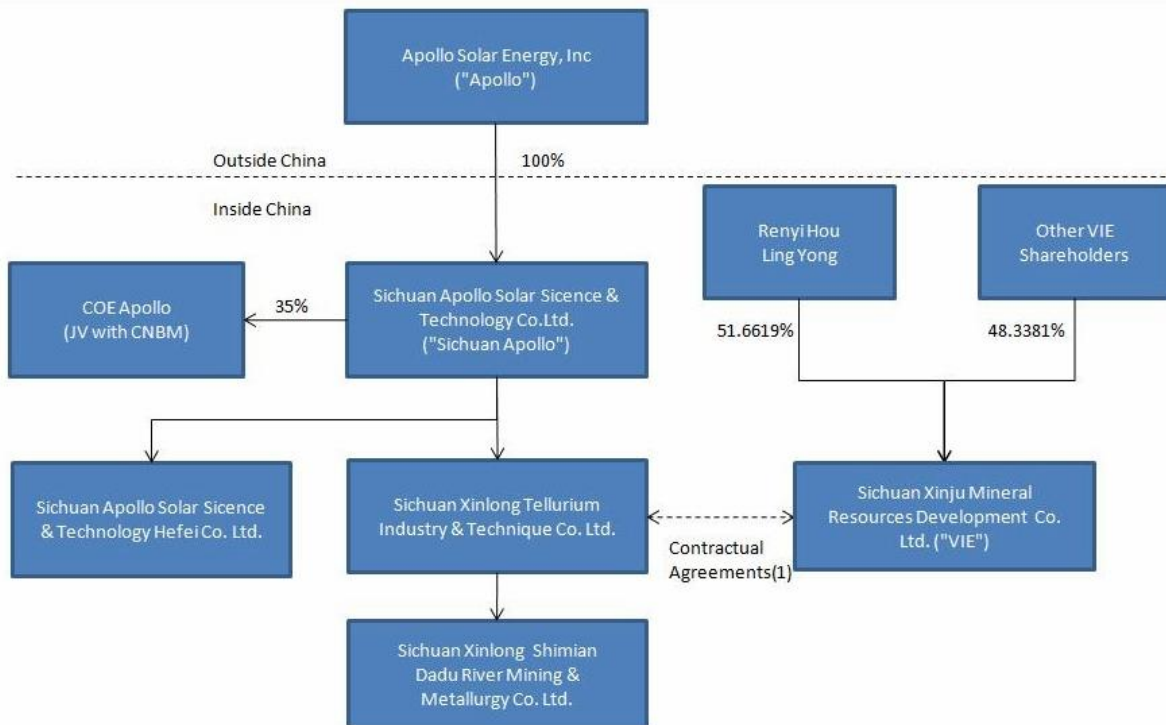 Apollo Solar Energy, Inc
("Apollo")
Outside China
100%
Inside China
Renyi Hou
Ling Yong
Other VIE
Shareholders
COE Apollo
(JV with CNBM)
35%
Sichuan Apollo Solar Sicence &
Technology Co.Ltd.
("Sichuan Apollo")
51.6619%
48.3381%
Sichuan Apollo Solar Sicence
& Technology Hefei Co. Ltd.
Sichuan Xinlong Tellurium
Industry & Technique Co. Ltd.
Contractual
Agreements(1)
Sichuan Xinju Mineral
Resources Development Co.
Ltd. ("VIE")
Sichuan Xinlong Shimian
Dadu River Mining &
Metallurgy Co. Ltd.